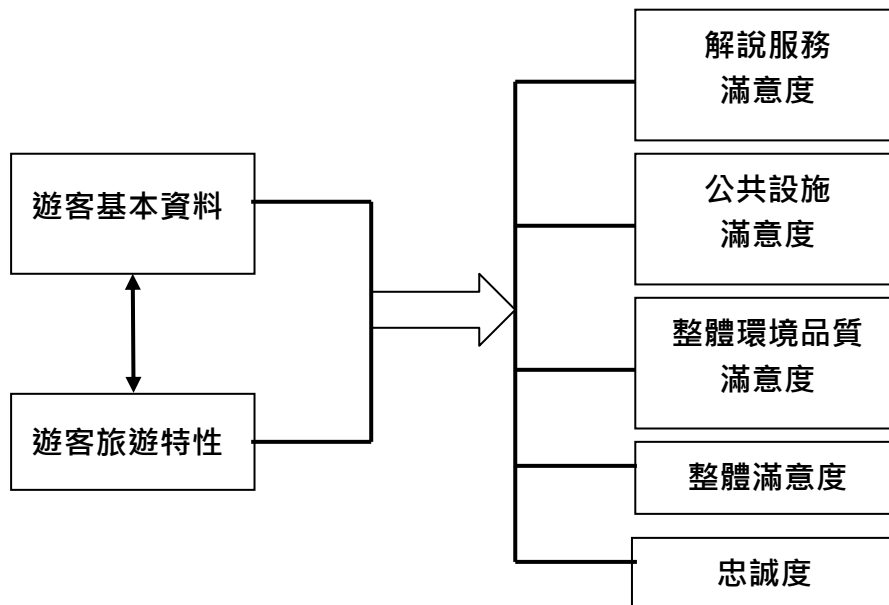 遊客基本資料
遊客旅遊特性
解說服務
滿意度
公共設施
滿意度
整體環境品質
滿意度
整體滿意度
忠誠度